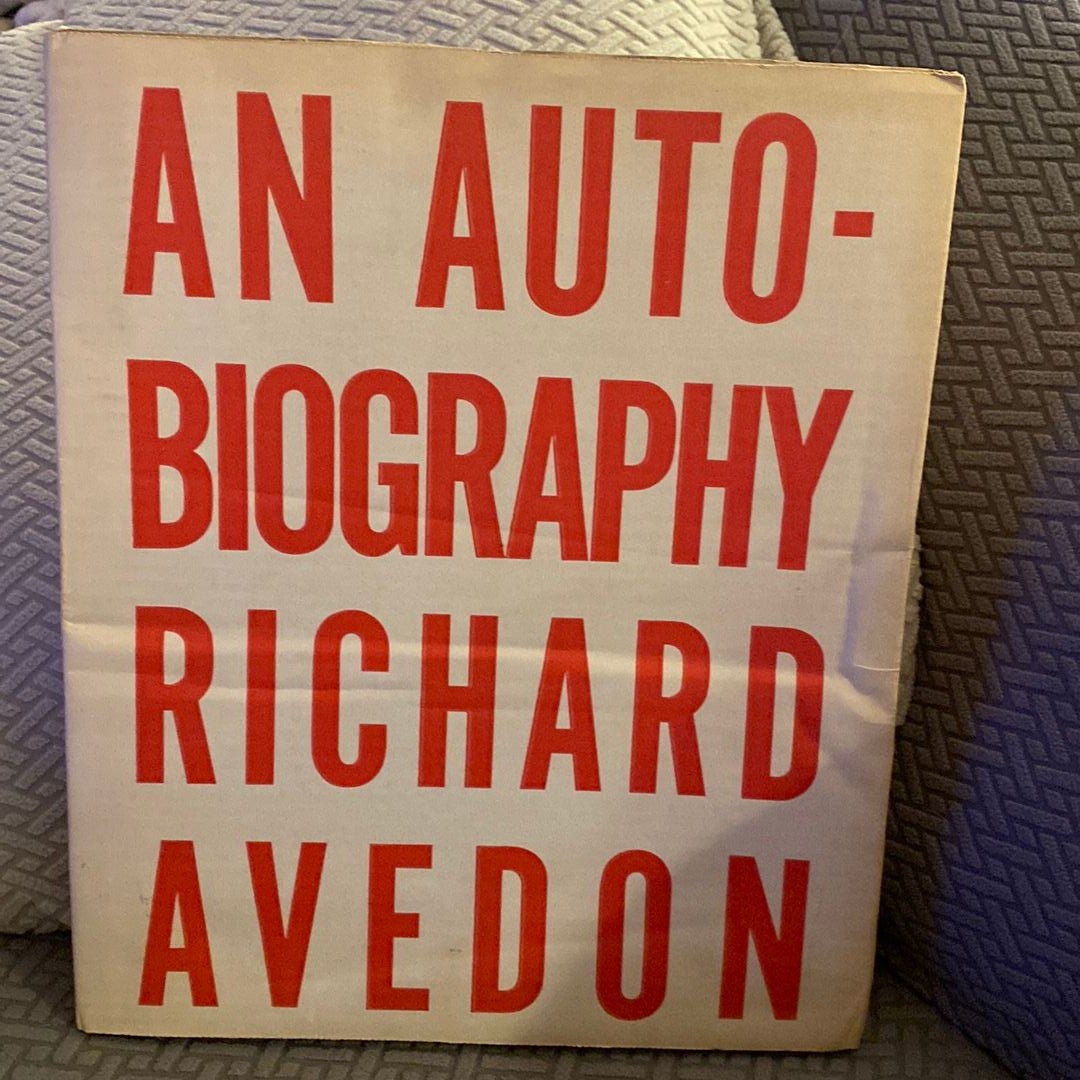 AN AUTO-
BIOGRAPHY
RICHARD
AVEDON